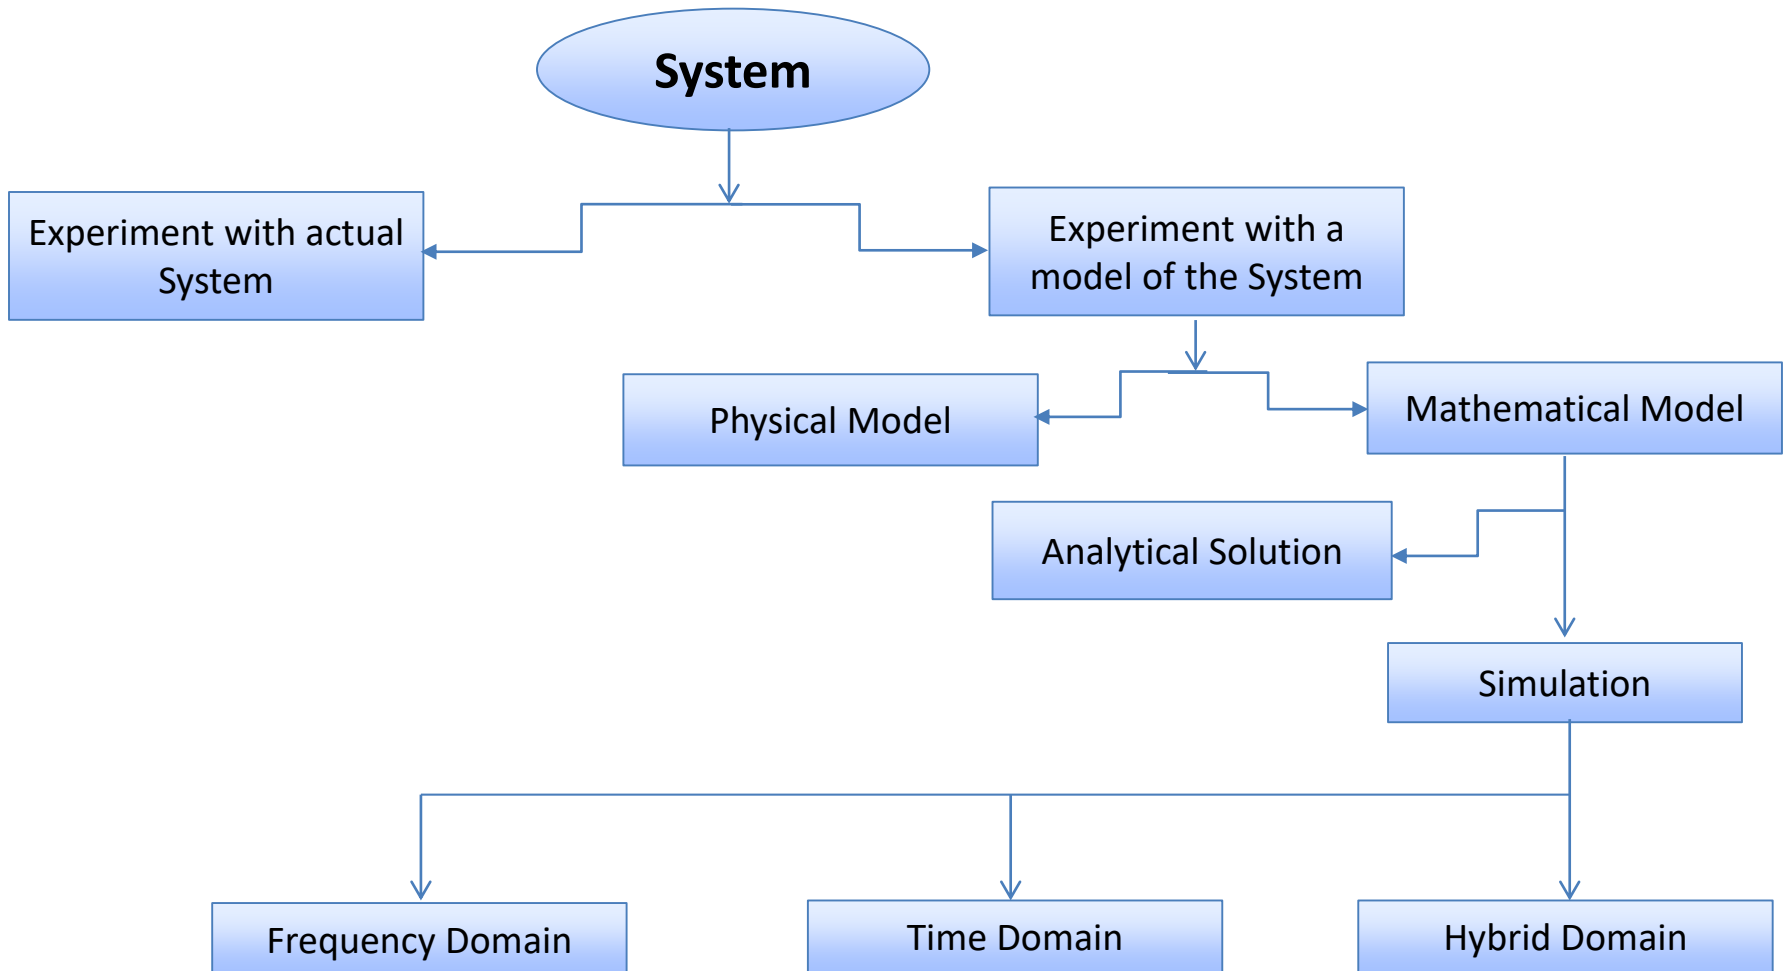 System
Experiment with actual
System
Experiment with a
model of the System
Physical Model
Mathematical Model
Analytical Solution
Simulation
Frequency Domain
Time Domain
Hybrid Domain